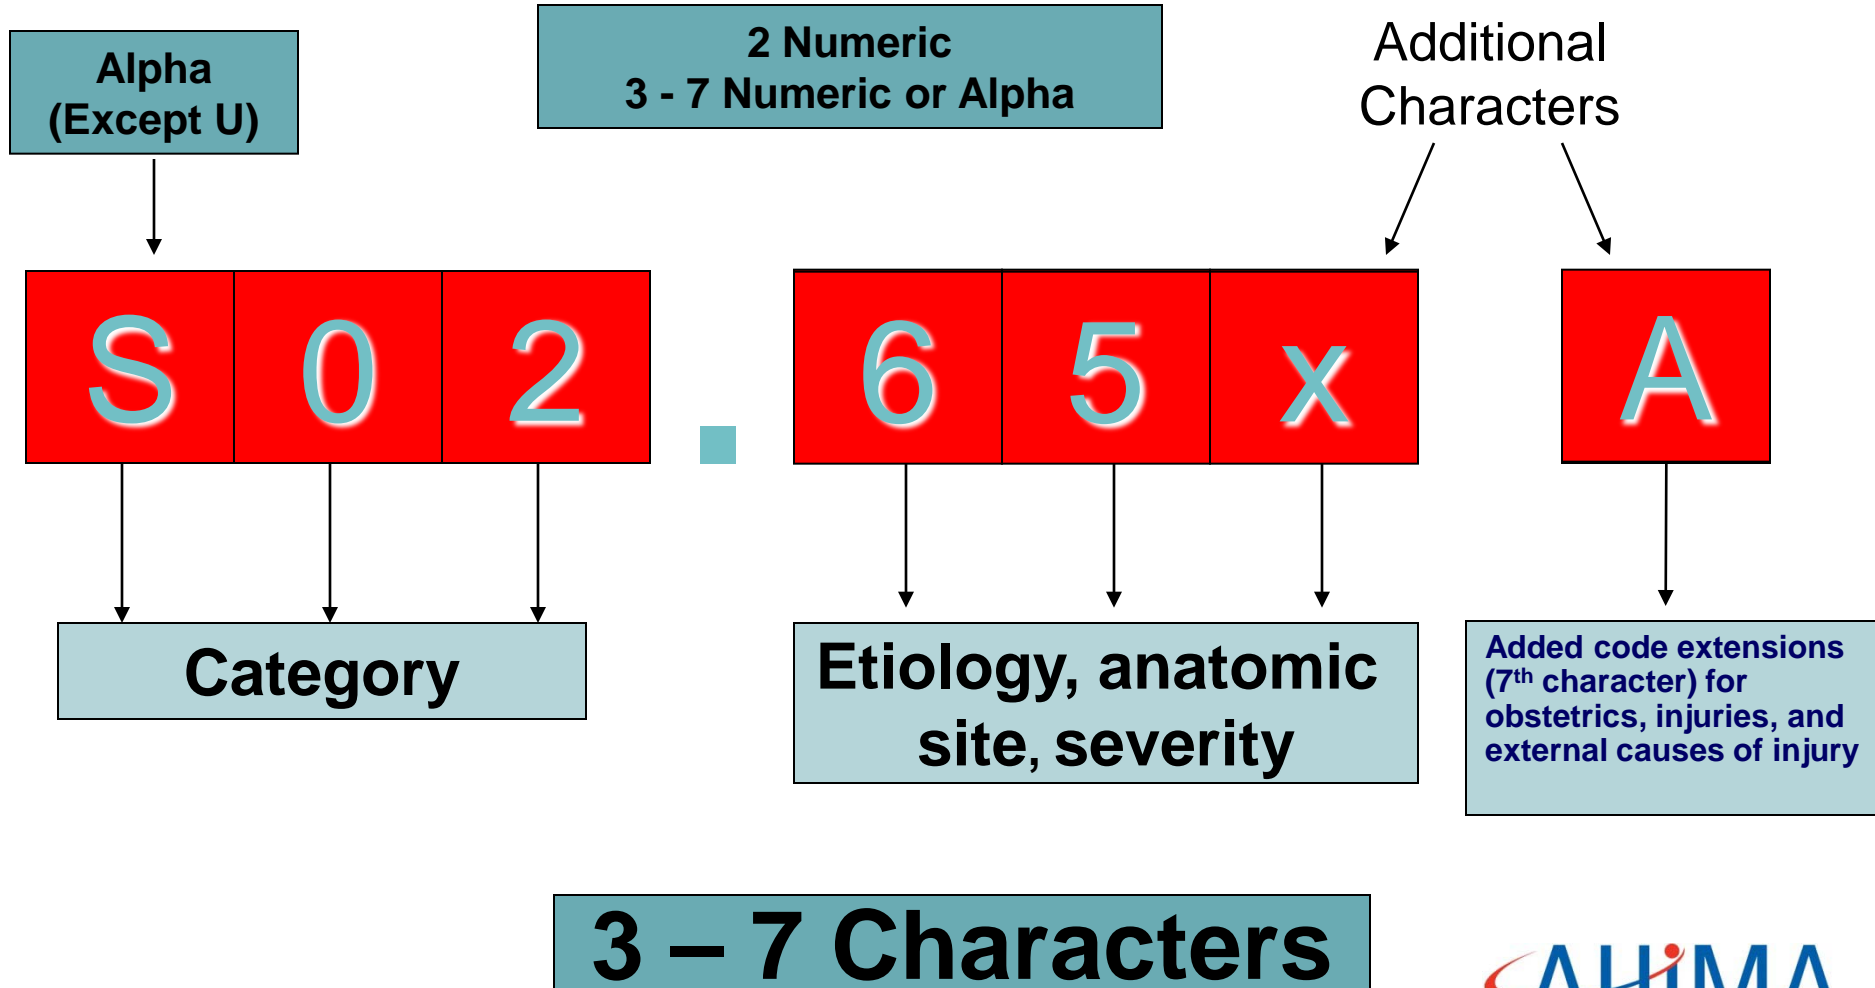 Alpha
(Except U)
2 Numeric
3 - 7 Numeric or Alpha
Additional
Characters
S 0 2 . 6 5 x A
Category
Etiology, anatomic
site, severity
Added code extensions
(7th character) for
obstetrics, injuries, and
external causes of injury
3 – 7 Characters
AHIMA